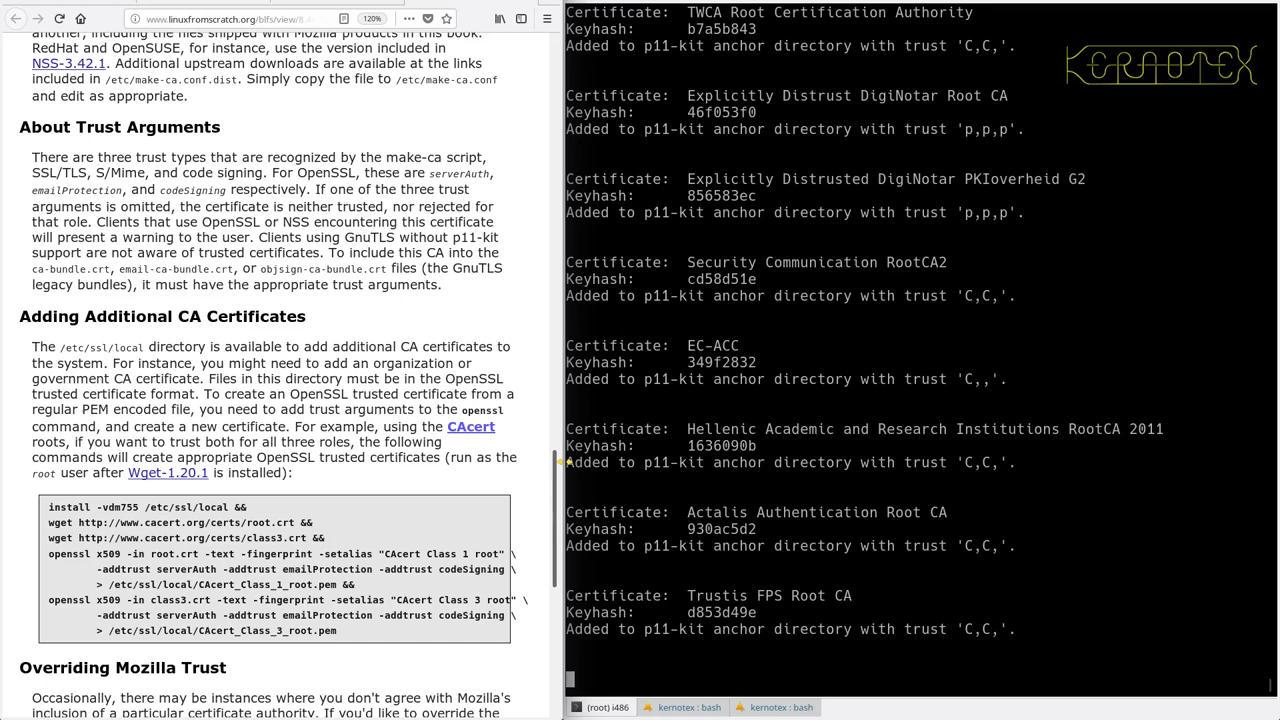 www.linuxfromscratch.org/blfs/view/8.4
120%
another, including the files shipped with Mozilla products in this book.
RedHat and OpenSUSE, for instance, use the version included in
NSS-3.42.1. Additional upstream downloads are available at the links
included in /etc/make-ca.conf.dist. Simply copy the file to /etc/make-ca.conf
and edit as appropriate.
About Trust Arguments
There are three trust types that are recognized by the make-ca script,
SSL/TLS, S/Mime, and code signing. For OpenSSL, these are serverAuth,
emailProtection, and codeSigning respectively. If one of the three trust
arguments is omitted, the certificate is neither trusted, nor rejected for
that role. Clients that use OpenSSL or NSS encountering this certificate
will present a warning to the user. Clients using GnuTLS without p11-kit
support are not aware of trusted certificates. To include this CA into the
ca-bundle.crt, email-ca-bundle.crt, or objsign-ca-bundle.crt files (the GnuTLS
legacy bundles), it must have the appropriate trust arguments.
Adding Additional CA Certificates
The /etc/ssl/local directory is available to add additional CA certificates to
the system. For instance, you might need to add an organization or
government CA certificate. Files in this directory must be in the OpenSSL
trusted certificate format. To create an OpenSSL trusted certificate from a
regular PEM encoded file, you need to add trust arguments to the openssl
command, and create a new certificate. For example, using the CAcert
roots, if you want to trust both for all three roles, the following
commands will create appropriate OpenSSL trusted certificates (run as the
root user after Wget-1.20.1 is installed):
install -vdm755 /etc/ssl/local &&
wget http://www.cacert.org/certs/root.crt &&
wget http://www.cacert.org/certs/class3.crt &&
openssl x509 -in root.crt -text -fingerprint -setalias "CAcert Class 1 root" \
-addtrust serverAuth -addtrust emailProtection -addtrust codeSigning \
> /etc/ssl/local/CAcert_Class_1_root.pem &&
openssl x509 -in class3.crt -text -fingerprint -setalias "CAcert Class 3 root" \
-addtrust serverAuth -addtrust emailProtection -addtrust codeSigning \
> /etc/ssl/local/CAcert_Class_3_root.pem
Overriding Mozilla Trust
Occasionally, there may be instances where you don't agree with Mozilla's
inclusion of a particular certificate authority. If you'd like to override the
Certificate: TWCA Root Certification Authority
Keyhash: b7a5b843
Added to p11-kit anchor directory with trust 'C,C,'.
KERNOTEX
Certificate: Explicitly Distrust DigiNotar Root CA
Keyhash: 46f053f0
Added to p11-kit anchor directory with trust 'p,p,p'.
Certificate: Explicitly Distrusted DigiNotar PKIoverheid G2
Keyhash: 856583ec
Added to p11-kit anchor directory with trust 'p,p,p'.
Certificate: Security Communication RootCA2
Keyhash: cd58d51e
Added to p11-kit anchor directory with trust 'C,C,'.
Certificate: EC-ACC
Keyhash: 349f2832
Added to p11-kit anchor directory with trust 'C,,'.
Certificate: Hellenic Academic and Research Institutions RootCA 2011
Keyhash: 1636090b
Added to p11-kit anchor directory with trust 'C,C,'.
Certificate: Actalis Authentication Root CA
Keyhash: 930ac5d2
Added to p11-kit anchor directory with trust 'C,C,'.
Certificate: Trustis FPS Root CA
Keyhash: d853d49e
Added to p11-kit anchor directory with trust 'C,C,'.
(root) i486
kernotex : bash
kernotex : bash